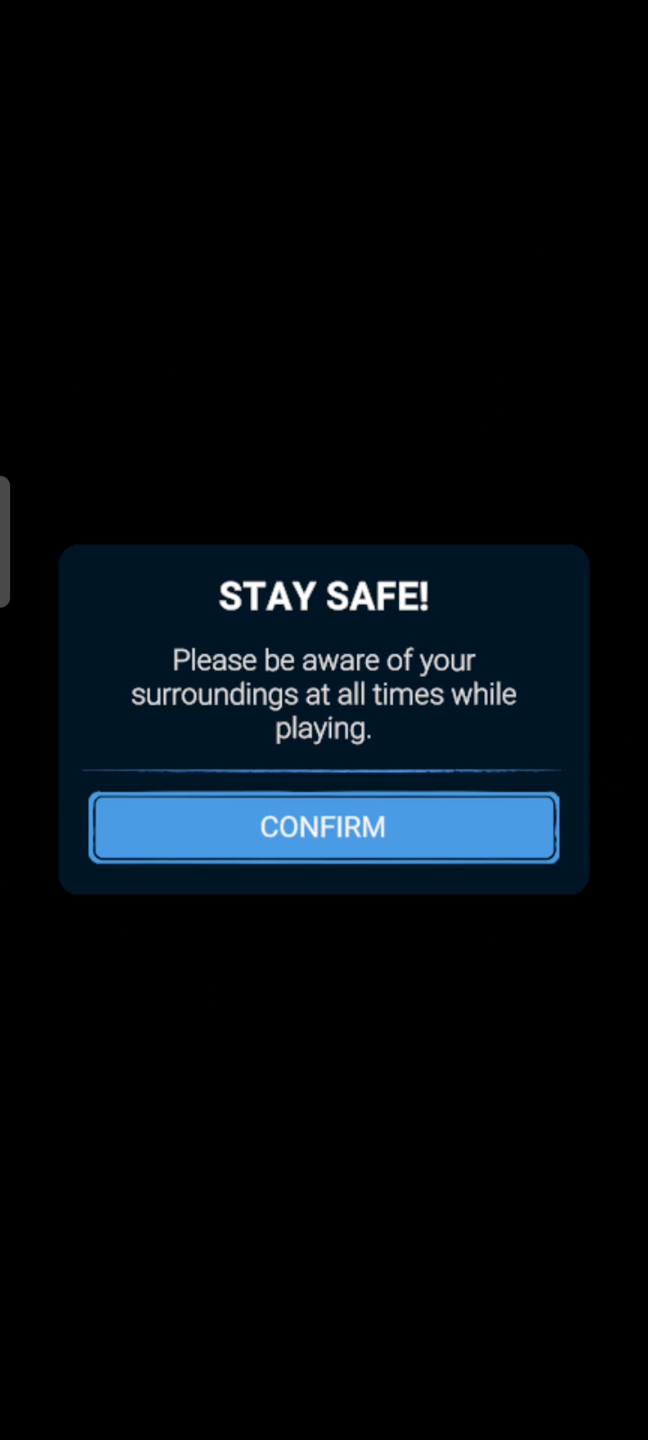 STAY SAFE!
Please be aware of your
surroundings at all times while
playing.
CONFIRM